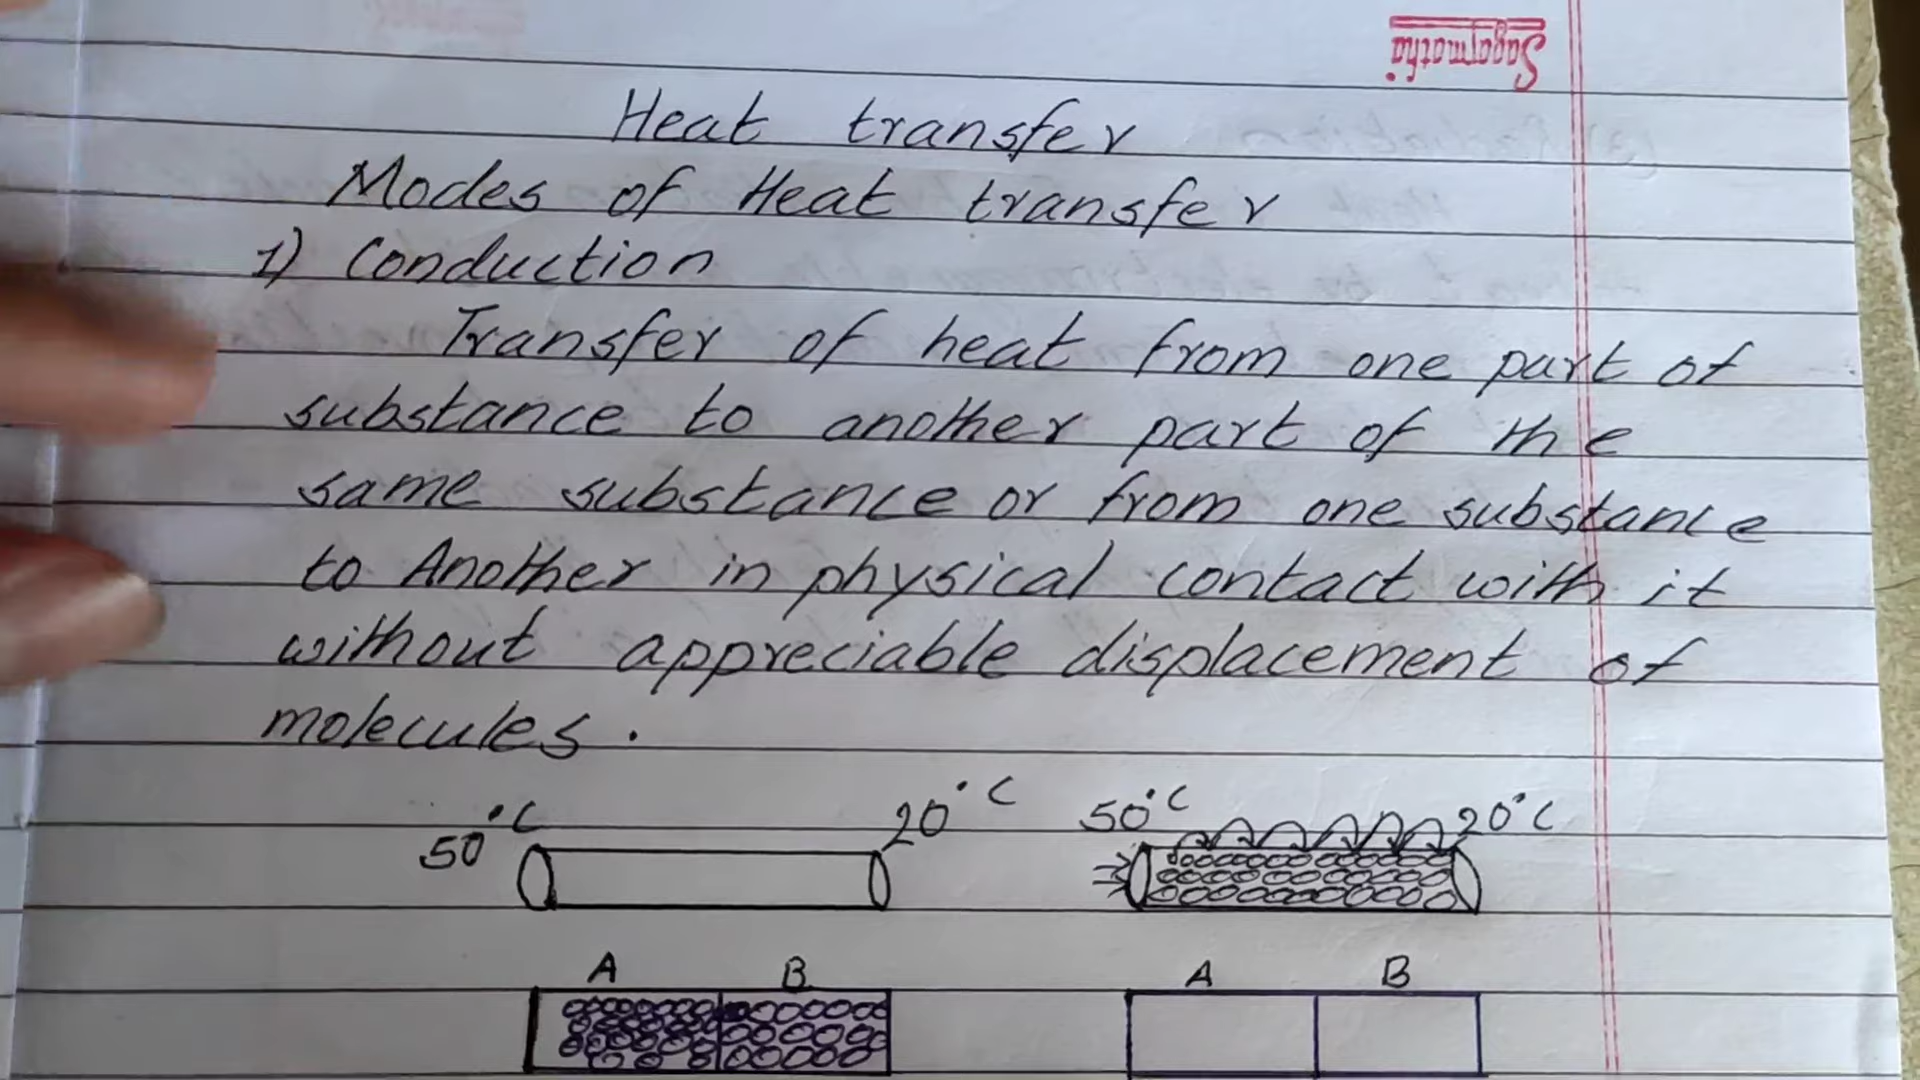 Sagarmatha
Heat transfer
Modes of Heat transfer
1) Conduction
Transfer of heat from one part of
substance to another part of the
same substance or from one substance
to Another in physical contact with it
without appreciable displacement of
molecules.
50°C 20°C 50°C 20°C
A B A B